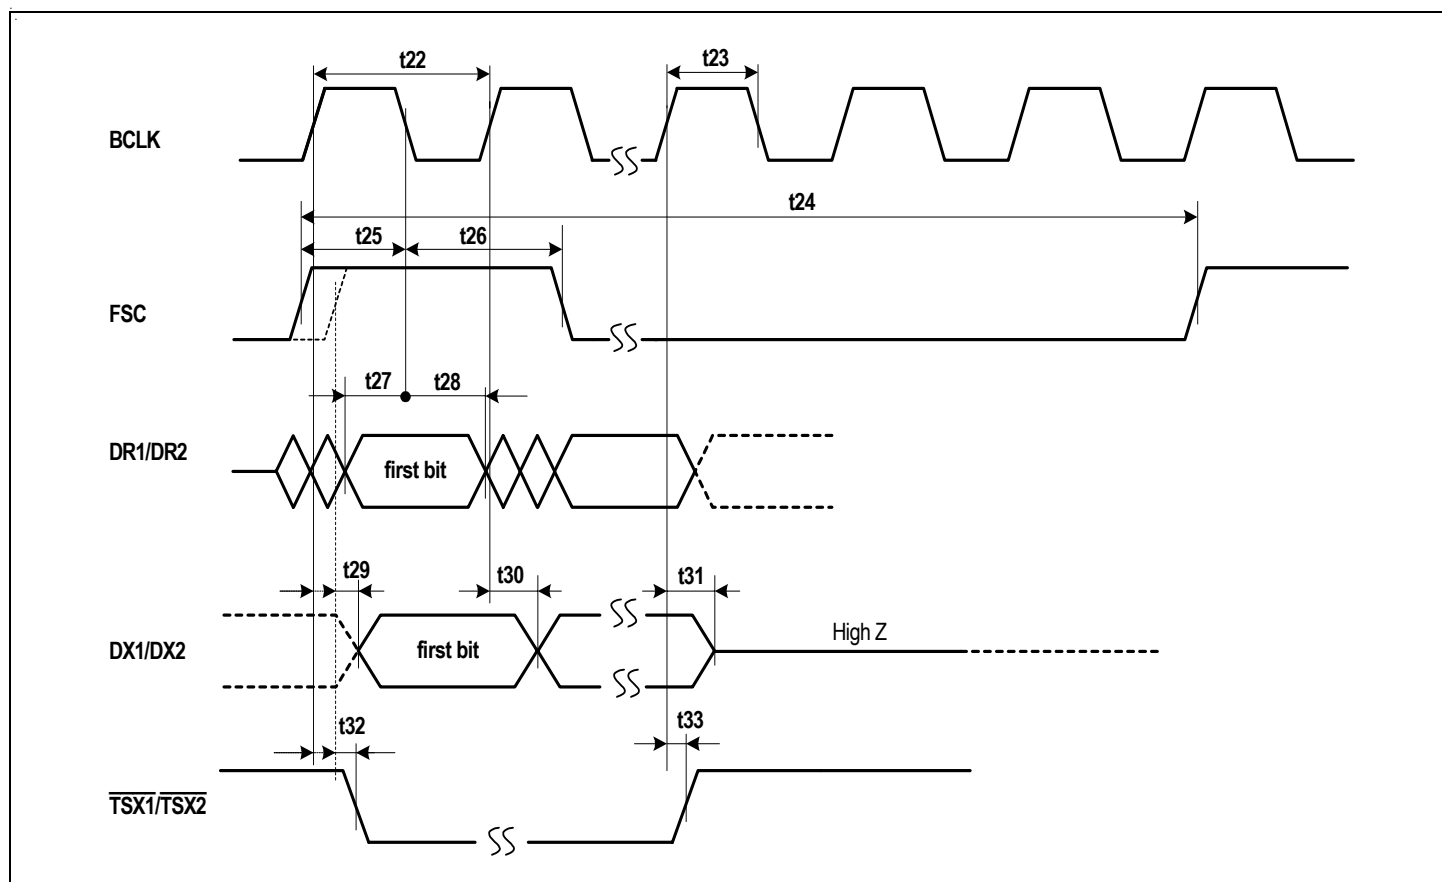 t22
t23
BCLK
t24
t25
t26
FSC
t27
t28
DR1/DR2
first bit
t29
t30
t31
DX1/DX2
first bit
High Z
t32
t33
TSX1/TSX2